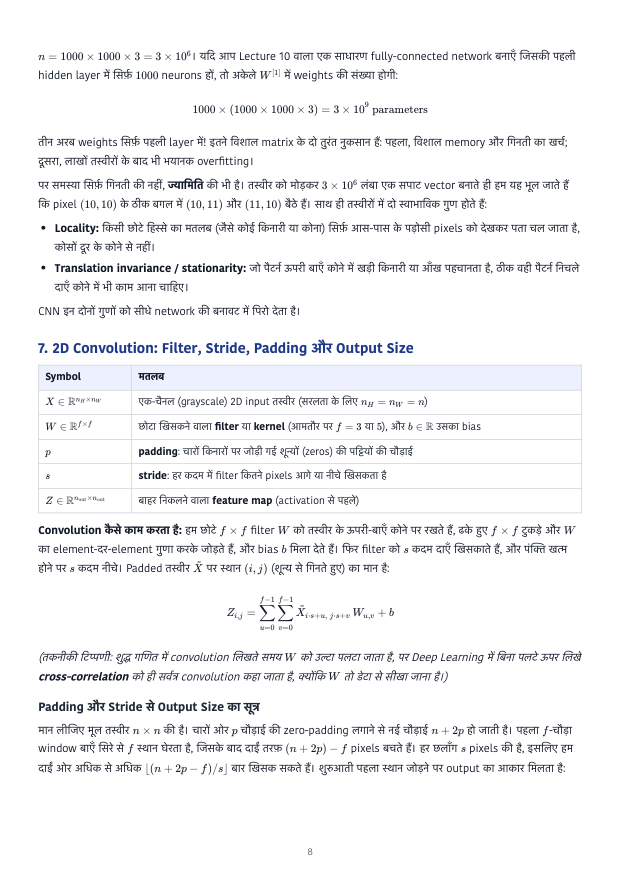 n = 1000 × 1000 × 3 = 3 × 10⁶। यदि आप Lecture 10 वाला एक साधारण fully-connected network बनाएँ जिसकी पहली
hidden layer में सिर्फ़ 1000 neurons हों, तो अकेले W^[1] में weights की संख्या होगी:
1000 × (1000 × 1000 × 3) = 3 × 10⁹ parameters
तीन अरब weights सिर्फ़ पहली layer में! इतने विशाल matrix के दो तुरंत नुकसान हैं: पहला, विशाल memory और गिनती का खर्च;
दूसरा, लाखों तस्वीरों के बाद भी भयानक overfitting।
पर समस्या सिर्फ़ गिनती की नहीं, ज्यामिति की भी है। तस्वीर को मोड़कर 3 × 10⁶ लंबा एक सपाट vector बनाते ही हम यह भूल जाते हैं
कि pixel (10, 10) के ठीक बगल में (10, 11) और (11, 10) बैठे हैं। साथ ही तस्वीरों में दो स्वाभाविक गुण होते हैं:
• Locality: किसी छोटे हिस्से का मतलब (जैसे कोई किनारी या कोना) सिर्फ़ आस-पास के पड़ोसी pixels को देखकर पता चल जाता है,
कोसों दूर के कोने से नहीं।
• Translation invariance / stationarity: जो पैटर्न ऊपरी बाएँ कोने में खड़ी किनारी या आँख पहचानता है, ठीक वही पैटर्न निचले
दाएँ कोने में भी काम आना चाहिए।
CNN इन दोनों गुणों को सीधे network की बनावट में पिरो देता है।
7. 2D Convolution: Filter, Stride, Padding और Output Size
Symbol मतलब
X ∈ ℝ^{n_H×n_W} एक-चैनल (grayscale) 2D input तस्वीर (सरलता के लिए n_H = n_W = n)
W ∈ ℝ^{f×f} छोटा खिसकने वाला filter या kernel (आमतौर पर f = 3 या 5), और b ∈ ℝ उसका bias
p padding: चारों किनारों पर जोड़ी गई शून्यों (zeros) की पट्टियों की चौड़ाई
s stride: हर कदम में filter कितने pixels आगे या नीचे खिसकता है
Z ∈ ℝ^{n_out×n_out} बाहर निकलने वाला feature map (activation से पहले)
Convolution कैसे काम करता है: हम छोटे f × f filter W को तस्वीर के ऊपरी-बाएँ कोने पर रखते हैं, ढके हुए f × f टुकड़े और W
का element-दर-element गुणा करके जोड़ते हैं, और bias b मिला देते हैं। फिर filter को s कदम दाएँ खिसकाते हैं, और पंक्ति खत्म
होने पर s कदम नीचे। Padded तस्वीर X̃ पर स्थान (i, j) (शून्य से गिनते हुए) का मान है:
Z_{i,j} = ∑_{u=0}^{f−1} ∑_{v=0}^{f−1} X̃_{i·s+u, j·s+v} W_{u,v} + b
(तकनीकी टिप्पणी: शुद्ध गणित में convolution लिखते समय W को उल्टा पलटा जाता है, पर Deep Learning में बिना पलटे ऊपर लिखे
cross-correlation को ही सर्वत्र convolution कहा जाता है, क्योंकि W तो डेटा से सीखा जाना है।)
Padding और Stride से Output Size का सूत्र
मान लीजिए मूल तस्वीर n × n की है। चारों ओर p चौड़ाई की zero-padding लगाने से नई चौड़ाई n + 2p हो जाती है। पहला f-चौड़ा
window बाएँ सिरे से f स्थान घेरता है, जिसके बाद दाईं तरफ़ (n + 2p) − f pixels बचते हैं। हर छलाँग s pixels की है, इसलिए हम
दाईं ओर अधिक से अधिक ⌊(n + 2p − f)/s⌋ बार खिसक सकते हैं। शुरुआती पहला स्थान जोड़ने पर output का आकार मिलता है:
8